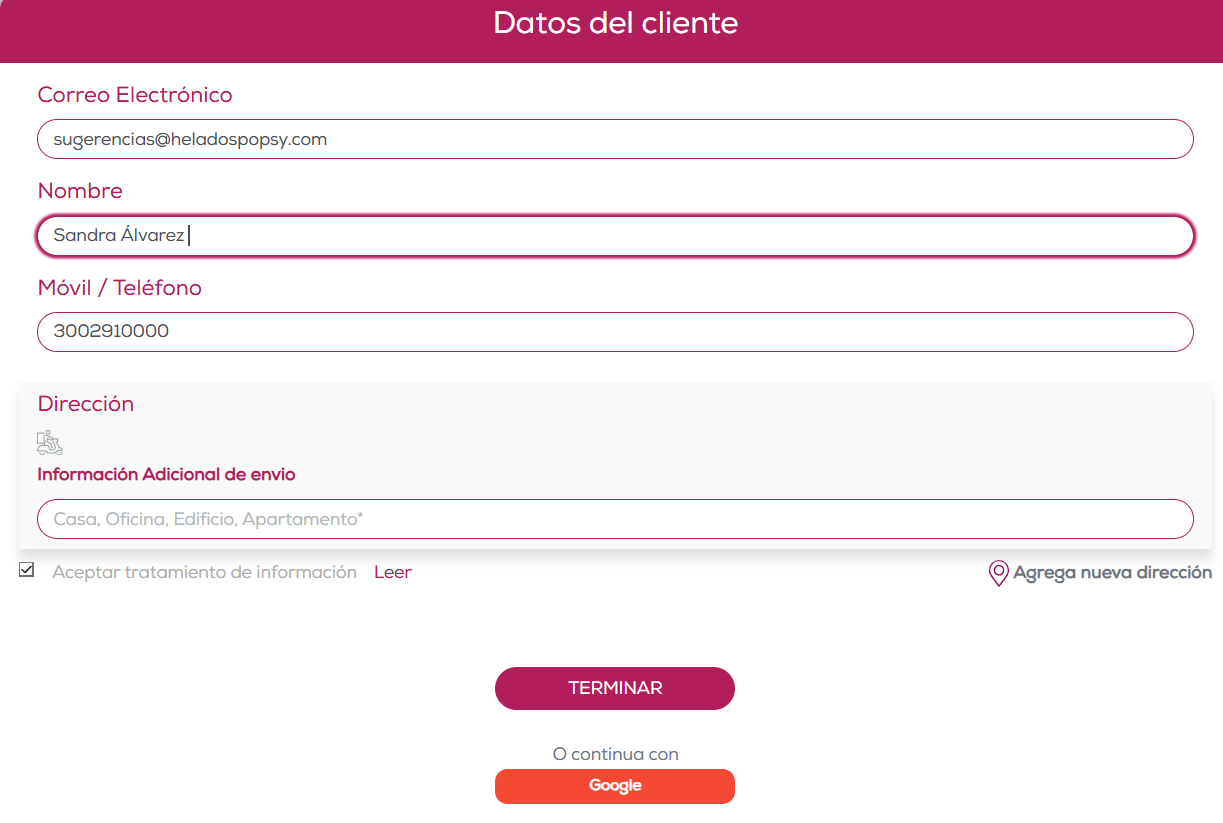 Datos del cliente
Correo Electrónico
sugerencias@heladospopsy.com
Nombre
Sandra Álvarez
Móvil / Teléfono
3002910000
Dirección
Información Adicional de envio
Casa, Oficina, Edificio, Apartamento*
Aceptar tratamiento de información Leer
Agrega nueva dirección
TERMINAR
O continua con
Google